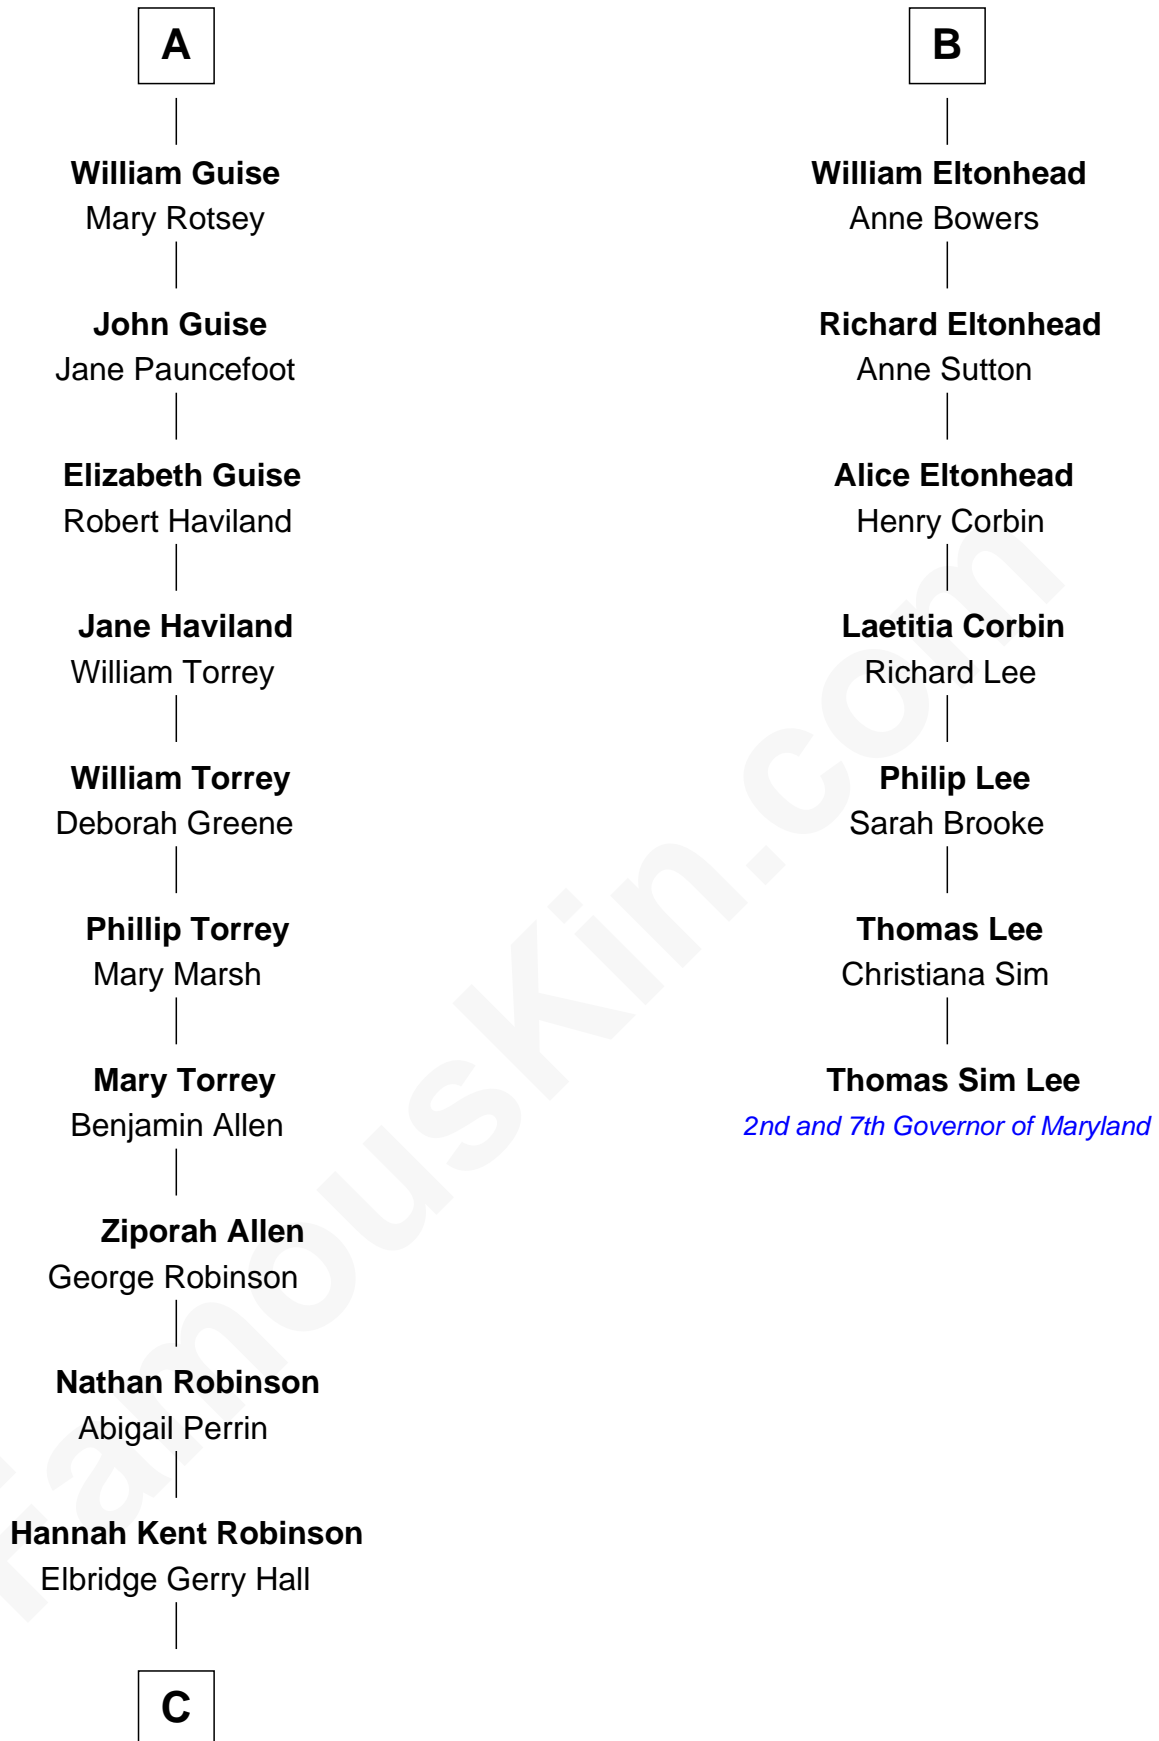 A
William Guise
Mary Rotsey
John Guise
Jane Pauncefoot
Elizabeth Guise
Robert Haviland
Jane Haviland
William Torrey
William Torrey
Deborah Greene
Phillip Torrey
Mary Marsh
Mary Torrey
Benjamin Allen
Ziporah Allen
George Robinson
Nathan Robinson
Abigail Perrin
Hannah Kent Robinson
Elbridge Gerry Hall
C
B
William Eltonhead
Anne Bowers
Richard Eltonhead
Anne Sutton
Alice Eltonhead
Henry Corbin
Laetitia Corbin
Richard Lee
Philip Lee
Sarah Brooke
Thomas Lee
Christiana Sim
Thomas Sim Lee
2nd and 7th Governor of Maryland
FamousKin.com